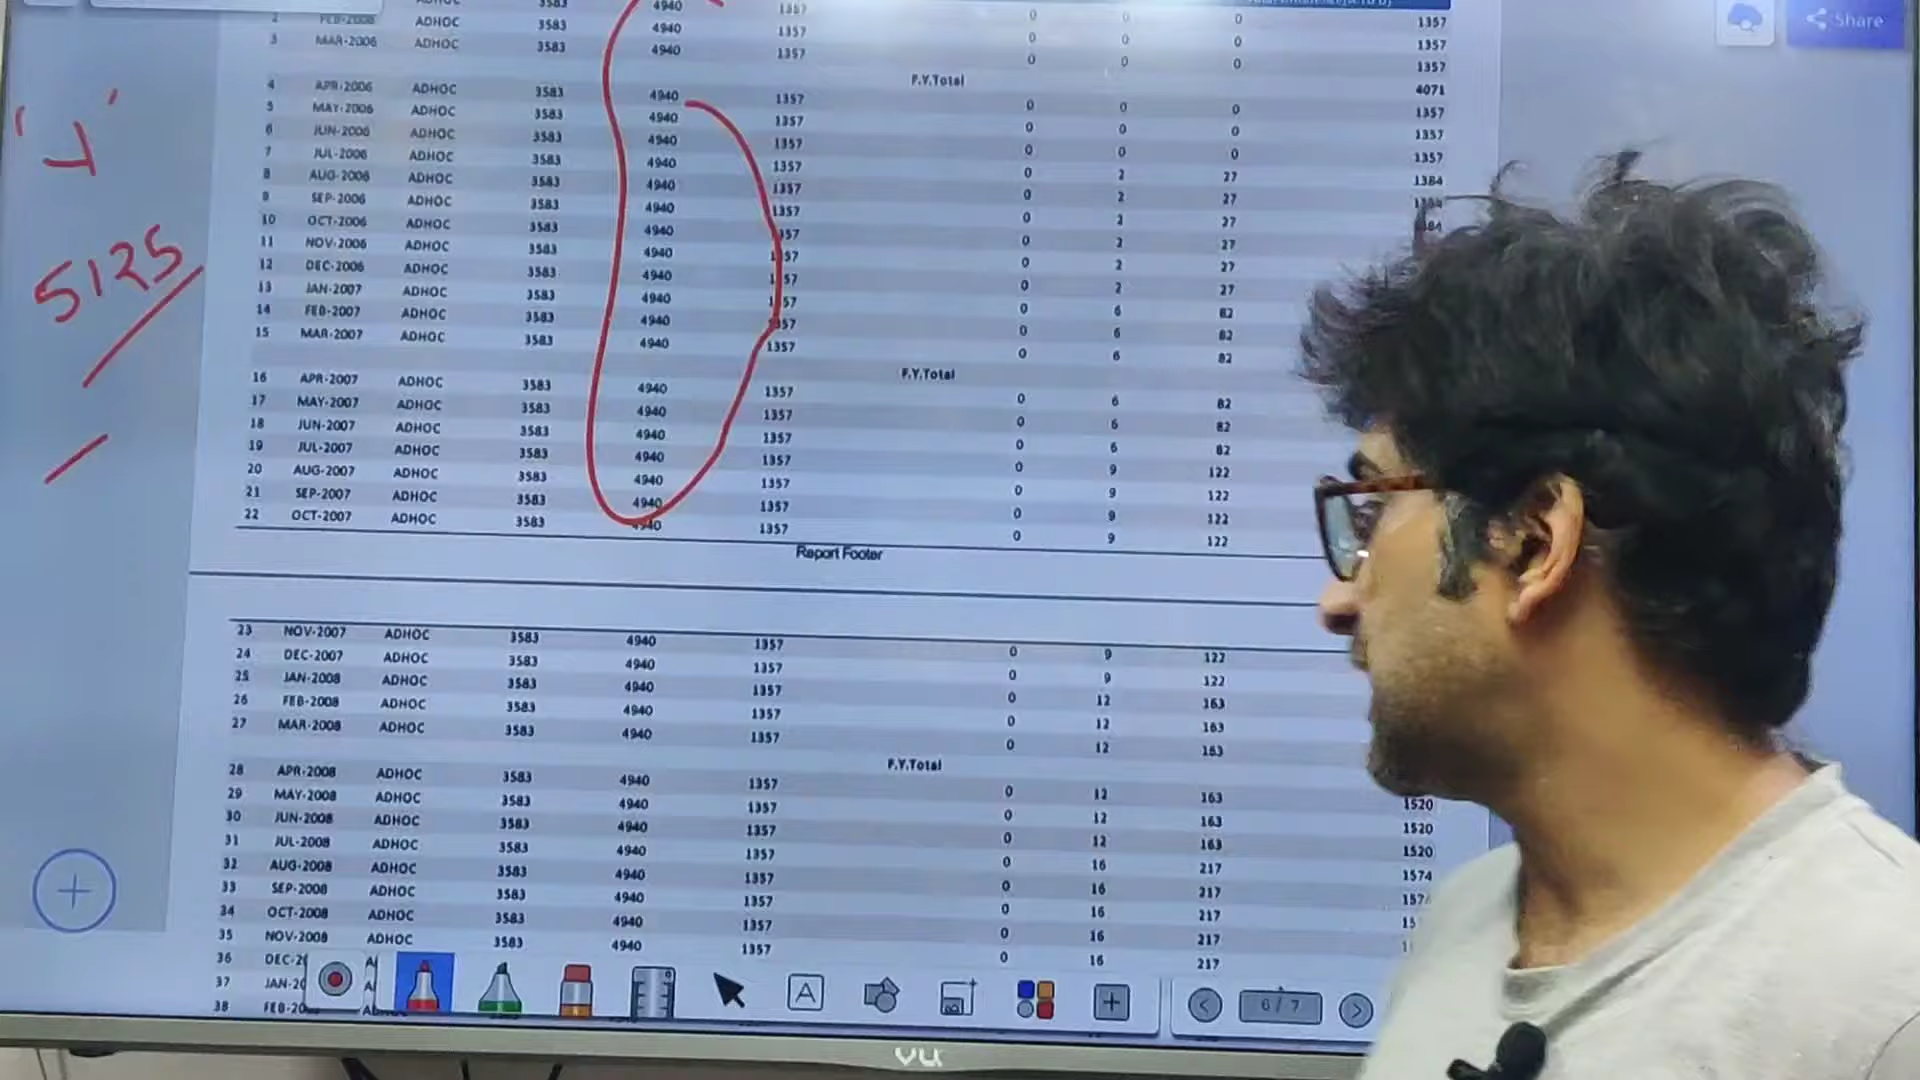 ADHOC 3583 4940 1357
2 FEB-2006 ADHOC 3583 4940 1357 0 0 0 1357
3 MAR-2006 ADHOC 3583 4940 1357 0 0 0 1357
0 0 0 1357
F.Y.Total 4071
4 APR-2006 ADHOC 3583 4940 1357 0 0 0 1357
5 MAY-2006 ADHOC 3583 4940 1357 0 0 0 1357
6 JUN-2006 ADHOC 3583 4940 1357 0 0 0 1357
7 JUL-2006 ADHOC 3583 4940 1357 0 2 27 1384
8 AUG-2006 ADHOC 3583 4940 1357 0 2 27
9 SEP-2006 ADHOC 3583 4940 1357 0 2 27
10 OCT-2006 ADHOC 3583 4940 0 2 27
11 NOV-2006 ADHOC 3583 4940 0 2 27
12 DEC-2006 ADHOC 3583 4940 0 2 27
13 JAN-2007 ADHOC 3583 4940 0 6 82
14 FEB-2007 ADHOC 3583 4940 0 6 82
15 MAR-2007 ADHOC 3583 4940 1357 0 6 82
F.Y.Total
16 APR-2007 ADHOC 3583 4940 1357 0 6 82
17 MAY-2007 ADHOC 3583 4940 1357 0 6 82
18 JUN-2007 ADHOC 3583 4940 1357 0 6 82
19 JUL-2007 ADHOC 3583 4940 1357 0 9 122
20 AUG-2007 ADHOC 3583 4940 1357 0 9 122
21 SEP-2007 ADHOC 3583 4940 1357 0 9 122
22 OCT-2007 ADHOC 3583 4940 1357 0 9 122
Report Footer
23 NOV-2007 ADHOC 3583 4940 1357 0 9 122
24 DEC-2007 ADHOC 3583 4940 1357 0 9 122
25 JAN-2008 ADHOC 3583 4940 1357 0 12 163
26 FEB-2008 ADHOC 3583 4940 1357 0 12 163
27 MAR-2008 ADHOC 3583 4940 1357 0 12 163
F.Y.Total
28 APR-2008 ADHOC 3583 4940 1357 0 12 163 1520
29 MAY-2008 ADHOC 3583 4940 1357 0 12 163 1520
30 JUN-2008 ADHOC 3583 4940 1357 0 12 163 1520
31 JUL-2008 ADHOC 3583 4940 1357 0 16 217 1574
32 AUG-2008 ADHOC 3583 4940 1357 0 16 217
33 SEP-2008 ADHOC 3583 4940 1357 0 16 217
34 OCT-2008 ADHOC 3583 4940 1357 0 16 217
35 NOV-2008 ADHOC 3583 4940 1357 0 16 217
36
37
38
5125
Share
A
6 / 7
VU